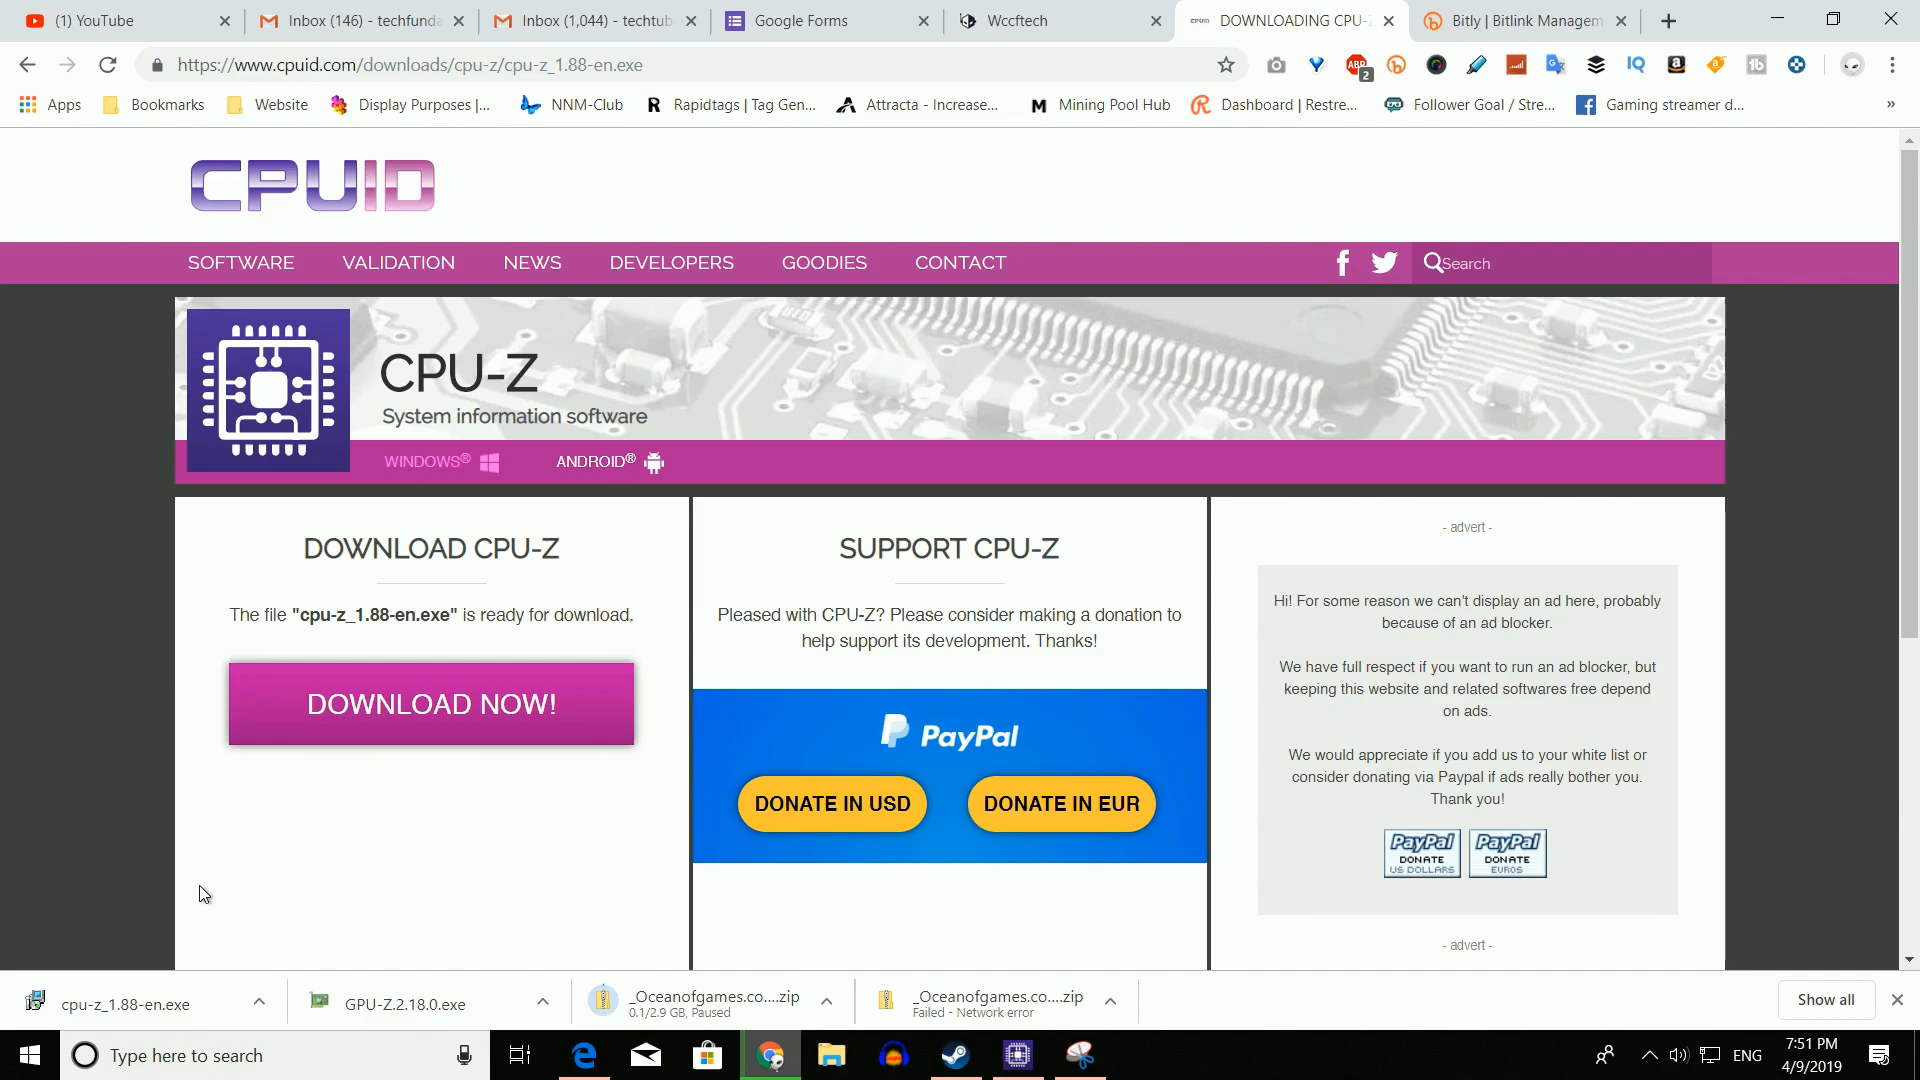 (1) YouTube
Inbox (146) - techfunda
Inbox (1,044) - techtub
Google Forms
Wccftech
CPUID
DOWNLOADING CPU-
Bitly | Bitlink Managem
https://www.cpuid.com/downloads/cpu-z/cpu-z_1.88-en.exe
ABP
2
IQ
Apps
Bookmarks
Website
Display Purposes |...
NNM-Club
R
Rapidtags | Tag Gen...
Attracta - Increase...
M
Mining Pool Hub
Dashboard | Restre...
Follower Goal / Stre...
Gaming streamer d...
»
CPUID
SOFTWARE
VALIDATION
NEWS
DEVELOPERS
GOODIES
CONTACT
Search
CPU-Z
System information software
WINDOWS®
ANDROID®
DOWNLOAD CPU-Z
The file "cpu-z_1.88-en.exe" is ready for download.
DOWNLOAD NOW!
SUPPORT CPU-Z
Pleased with CPU-Z? Please consider making a donation to
help support its development. Thanks!
PayPal
DONATE IN USD
DONATE IN EUR
- advert -
Hi! For some reason we can't display an ad here, probably
because of an ad blocker.
We have full respect if you want to run an ad blocker, but
keeping this website and related softwares free depend
on ads.
We would appreciate if you add us to your white list or
consider donating via Paypal if ads really bother you.
Thank you!
PayPal
DONATE
US DOLLARS
PayPal
DONATE
EUROS
- advert -
cpu-z_1.88-en.exe
GPU-Z.2.18.0.exe
_Oceanofgames.co....zip
0.1/2.9 GB, Paused
_Oceanofgames.co....zip
Failed - Network error
Show all
Type here to search
ENG
7:51 PM
4/9/2019